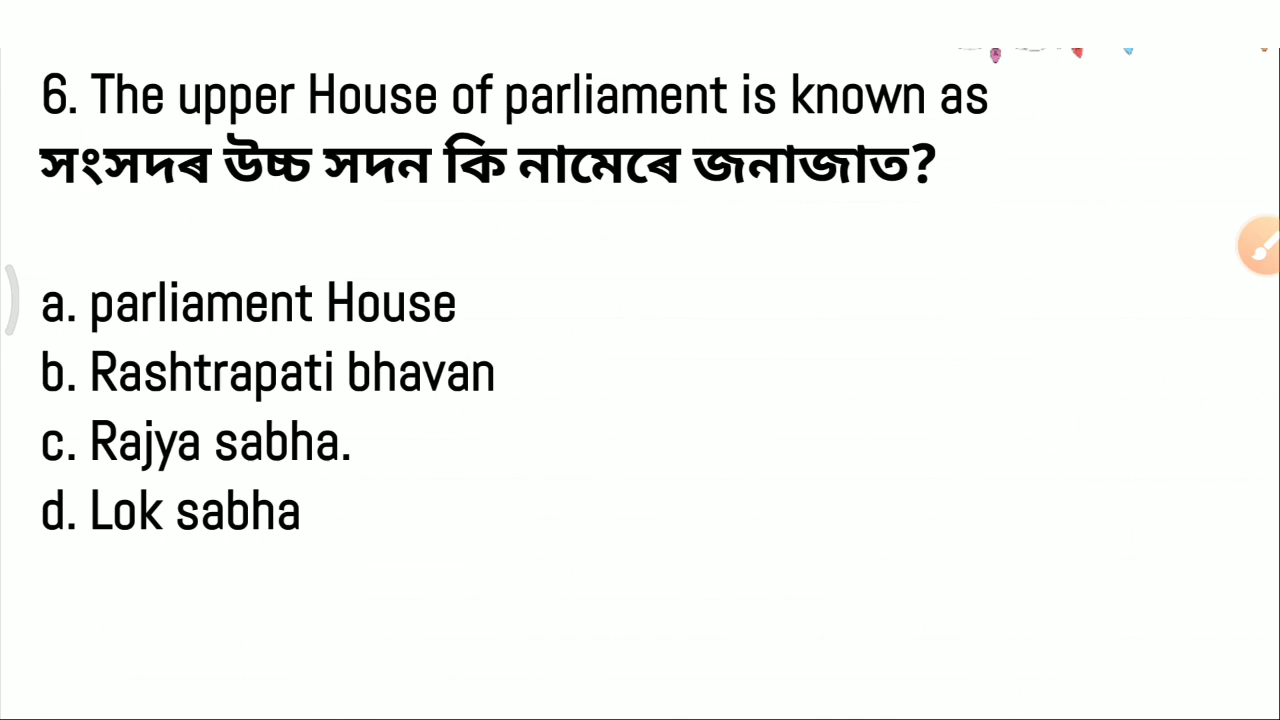 6. The upper House of parliament is known as
সংসদৰ উচ্চ সদন কি নামেৰে জনাজাত?
a. parliament House
b. Rashtrapati bhavan
c. Rajya sabha.
d. Lok sabha